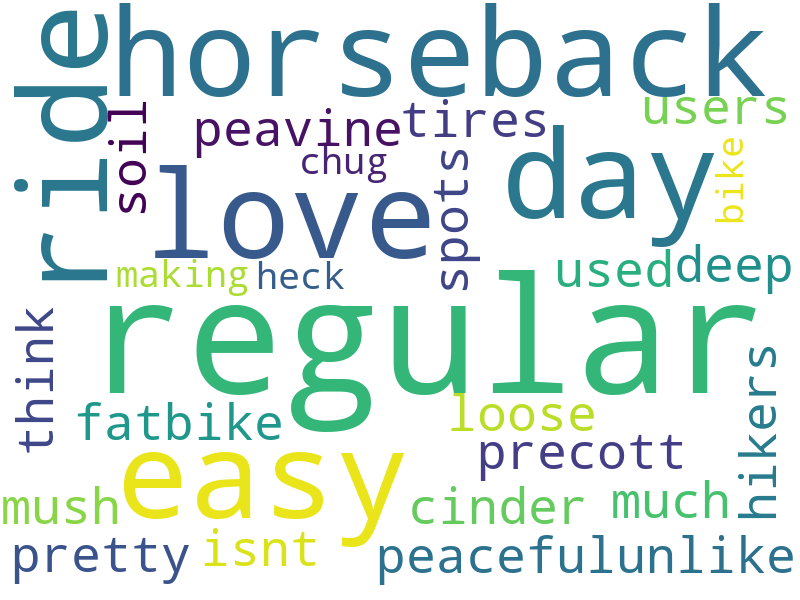 ride
horseback
soil
peavine
tires
users
chug
love
spots
day
bike
making
heck
used
deep
regular
think
fatbike
loose
precott
hikers
easy
mush
cinder
much
pretty
isnt
peacefulunlike